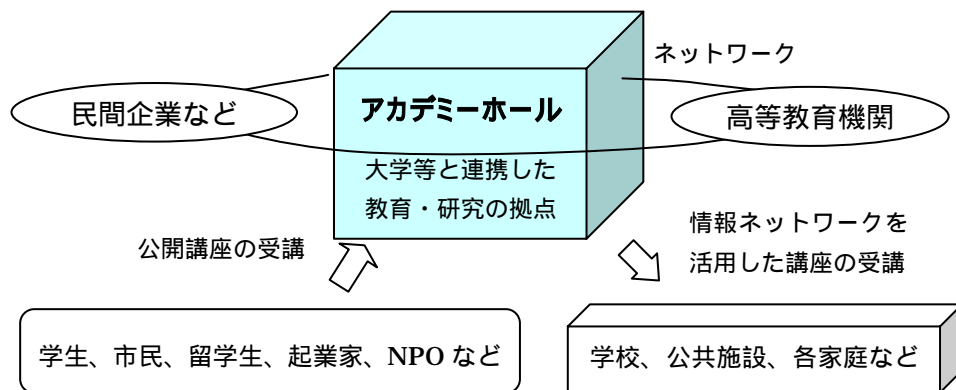 ネットワーク
民間企業など
アカデミーホール
高等教育機関
大学等と連携した
教育・研究の拠点
公開講座の受講
情報ネットワークを
活用した講座の受講
学生、市民、留学生、起業家、NPO など
学校、公共施設、各家庭など